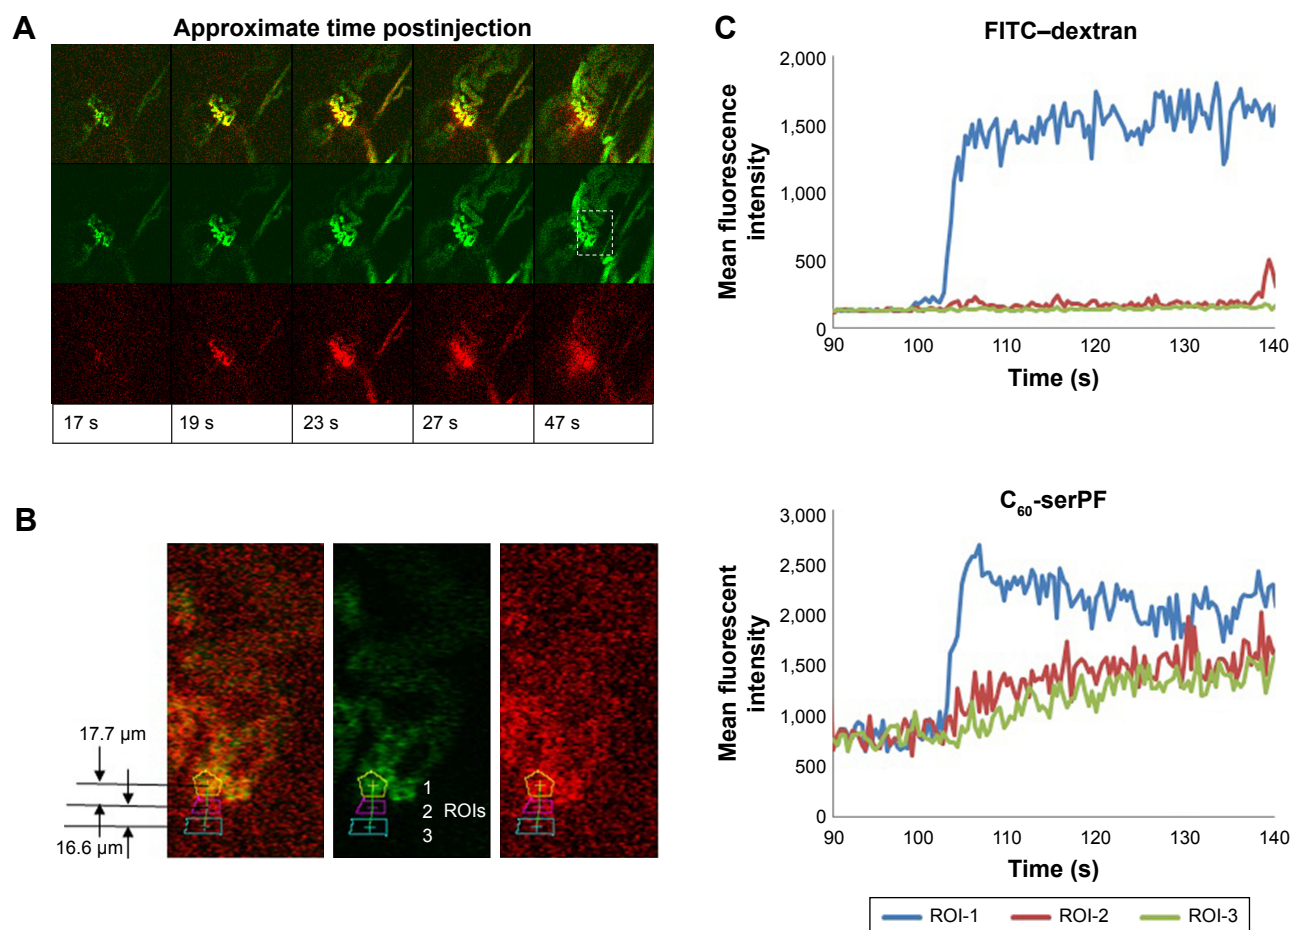 A
Approximate time postinjection
17 s
19 s
23 s
27 s
47 s
B
17.7 µm
16.6 µm
1
2 ROIs
3
C
FITC–dextran
Mean fluorescence
intensity
2,000
1,500
1,000
500
0
90 100 110 120 130 140
Time (s)
C60-serPF
Mean fluorescent
intensity
3,000
2,500
2,000
1,500
1,000
500
0
90 100 110 120 130 140
Time (s)
ROI-1 ROI-2 ROI-3